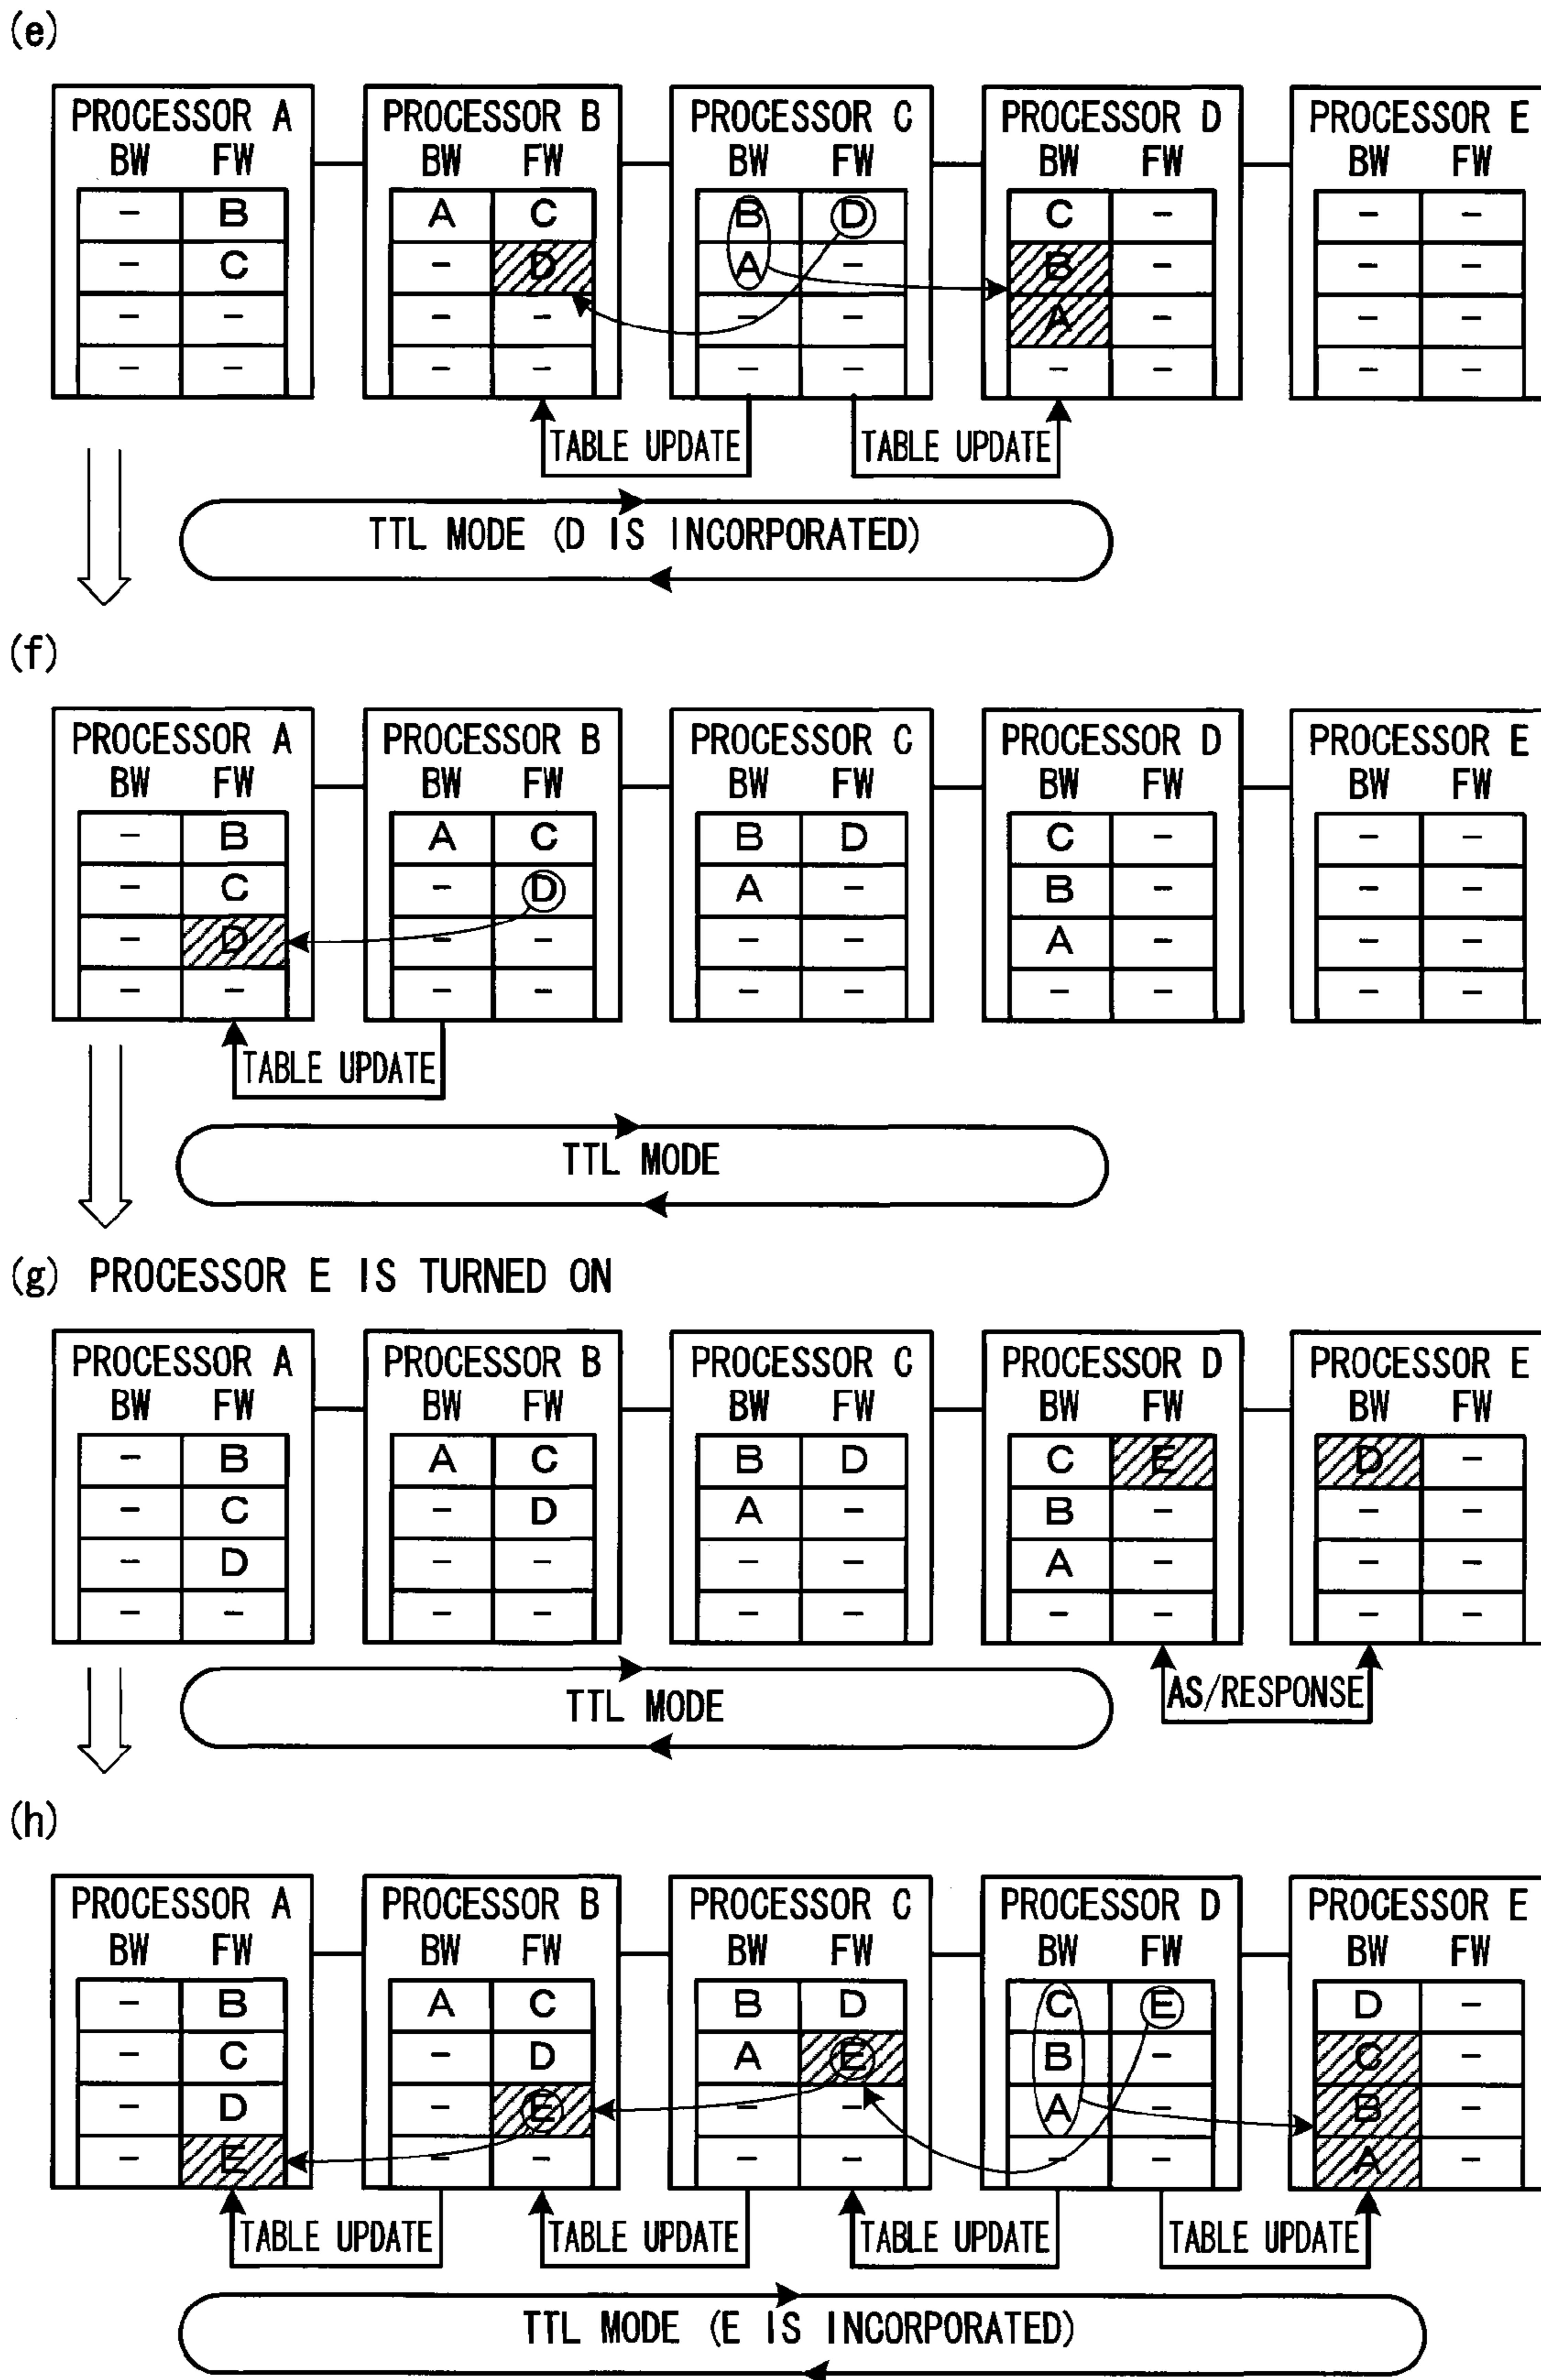 (e)
PROCESSOR A PROCESSOR B PROCESSOR C PROCESSOR D PROCESSOR E
BW FW BW FW BW FW BW FW BW FW
- B A C B D C - - -
- C - D A - B - - -
- - - - - - A - - -
- - - - - - - - - -
TABLE UPDATE TABLE UPDATE
TTL MODE (D IS INCORPORATED)
(f)
PROCESSOR A PROCESSOR B PROCESSOR C PROCESSOR D PROCESSOR E
BW FW BW FW BW FW BW FW BW FW
- B A C B D C - - -
- C - D A - B - - -
- D - - - - A - - -
- - - - - - - - - -
TABLE UPDATE
TTL MODE
(g) PROCESSOR E IS TURNED ON
PROCESSOR A PROCESSOR B PROCESSOR C PROCESSOR D PROCESSOR E
BW FW BW FW BW FW BW FW BW FW
- B A C B D C E D -
- C - D A - B - - -
- D - - - - A - - -
- - - - - - - - - -
AS/RESPONSE
TTL MODE
(h)
PROCESSOR A PROCESSOR B PROCESSOR C PROCESSOR D PROCESSOR E
BW FW BW FW BW FW BW FW BW FW
- B A C B D C E D -
- C - D A E B - C -
- D - E - - A - B -
- E - - - - - - A -
TABLE UPDATE TABLE UPDATE TABLE UPDATE TABLE UPDATE
TTL MODE (E IS INCORPORATED)